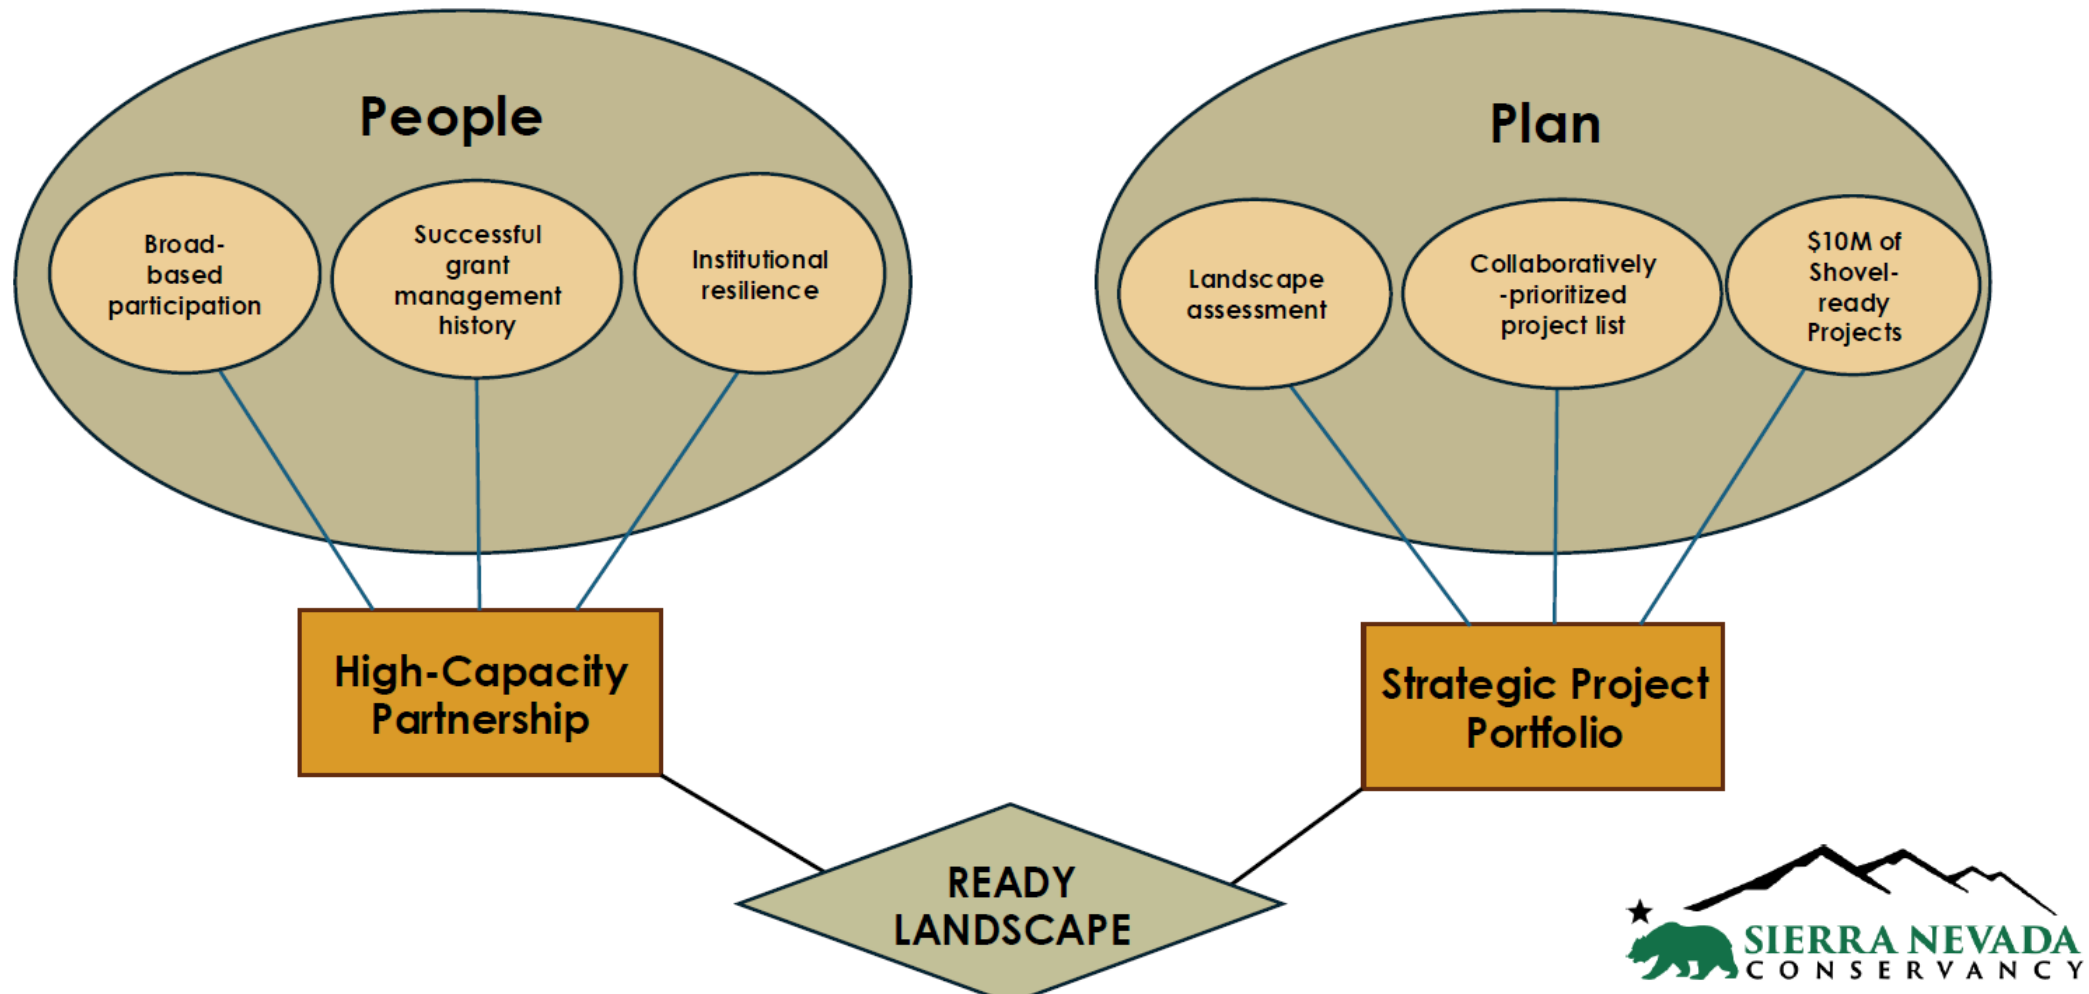 People
Broad-
based
participation
Successful
grant
management
history
Institutional
resilience
High-Capacity
Partnership
Plan
Landscape
assessment
Collaboratively
-prioritized
project list
$10M of
Shovel-
ready
Projects
Strategic Project
Portfolio
READY
LANDSCAPE
SIERRA NEVADA
CONSERVANCY